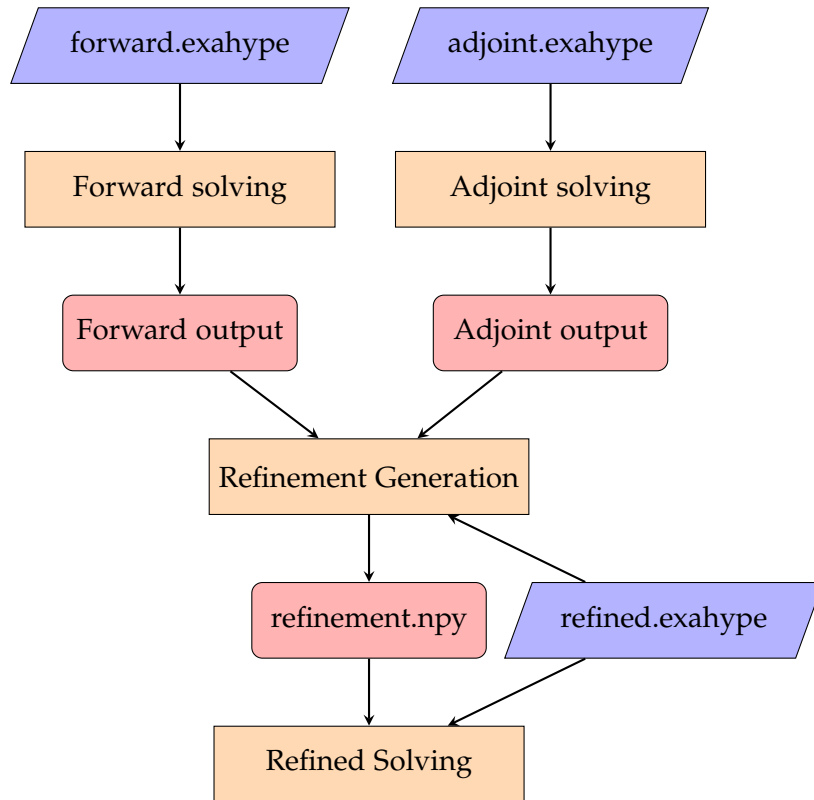 forward.exahype
adjoint.exahype
Forward solving
Adjoint solving
Forward output
Adjoint output
Refinement Generation
refinement.npy
refined.exahype
Refined Solving